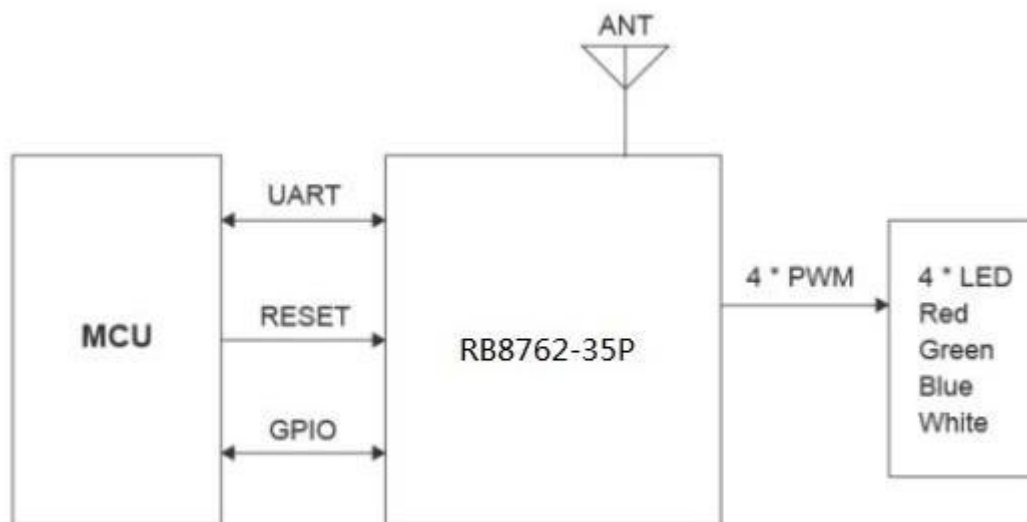 ANT
MCU
UART
RESET
GPIO
RB8762-35P
4 * PWM
4 * LED
Red
Green
Blue
White